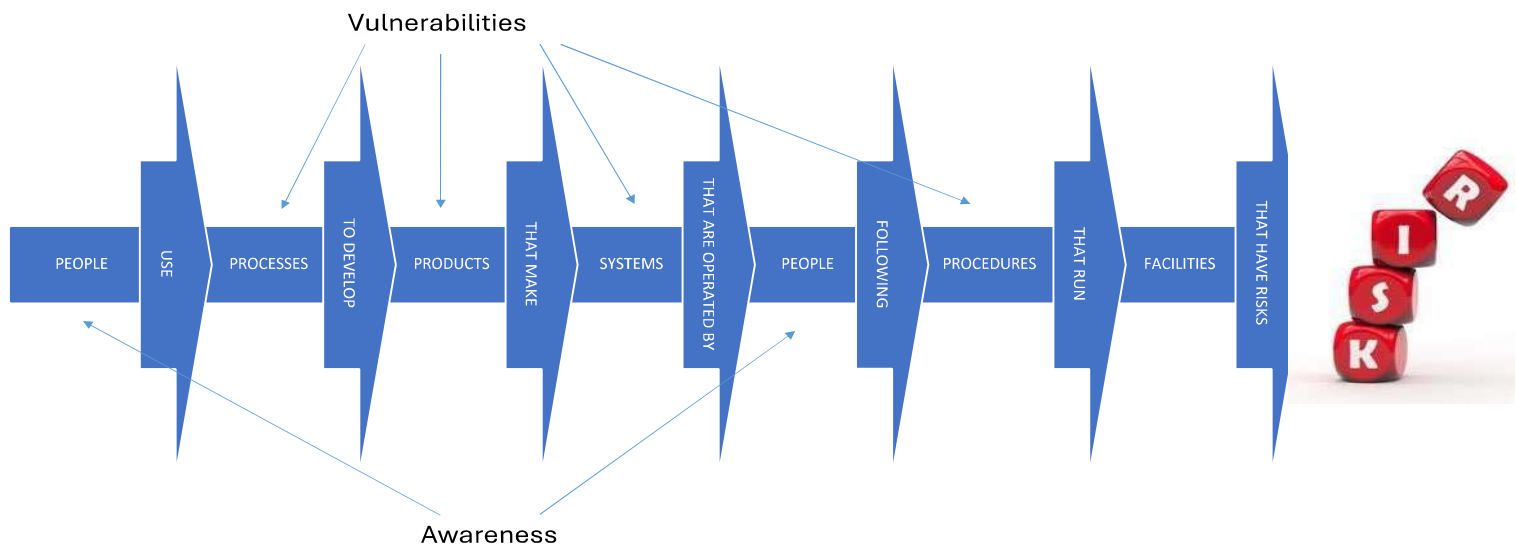 Vulnerabilities
PEOPLE
USE
PROCESSES
TO DEVELOP
PRODUCTS
THAT MAKE
SYSTEMS
THAT ARE OPERATED BY
PEOPLE
FOLLOWING
PROCEDURES
THAT RUN
FACILITIES
THAT HAVE RISKS
R
I
S
K
Awareness